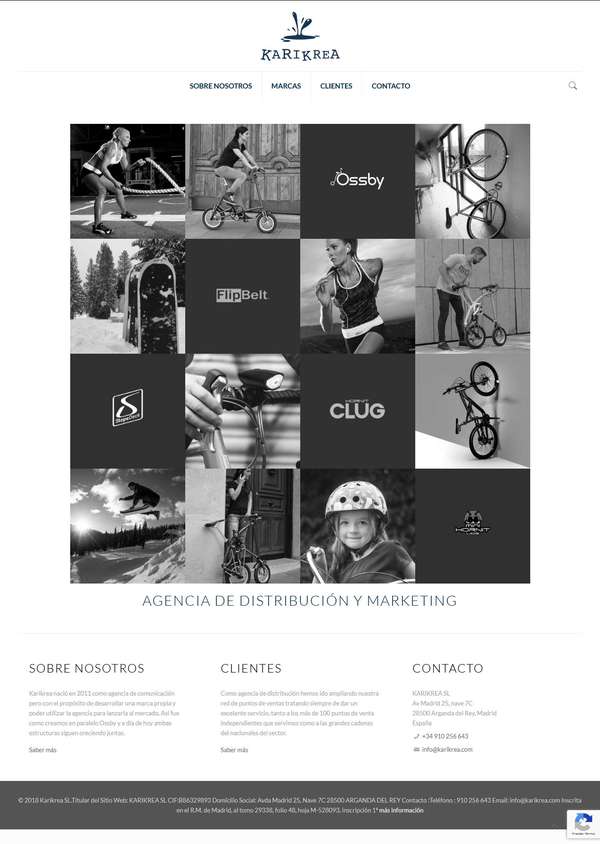 KARIKREA
SOBRE NOSOTROS
MARCAS
CLIENTES
CONTACTO
Ossby
FlipBelt
SlopeDeck
HORNIT
CLUG
HORNIT
AGENCIA DE DISTRIBUCIÓN Y MARKETING
SOBRE NOSOTROS
Karikrea nació en 2011 como agencia de comunicación
pero con el propósito de desarrollar una marca propia y
poder utilizar la agencia para lanzarla al mercado. Así fue
como creamos en paralelo Ossby y a día de hoy ambas
estructuras siguen creciendo juntas.
Saber más
CLIENTES
Como agencia de distribución hemos ido ampliando nuestra
red de puntos de ventas tratando siempre de dar un
excelente servicio, tanto a los más de 100 puntos de venta
independientes que servimos como a las grandes cadenas
del nacionales del sector.
Saber más
CONTACTO
KARIKREA SL
Av Madrid 25, nave 7C
28500 Arganda del Rey, Madrid
España
+34 910 256 643
info@karikrea.com
© 2018 Karikrea SL.Titular del Sitio Web: KARIKREA SL CIF:B86329893 Domicilio Social: Avda Madrid 25, Nave 7C 28500 ARGANDA DEL REY Contacto :Teléfono : 910 256 643 Email: info@karikrea.com Inscrita
en el R.M. de Madrid, al tomo 29338, folio 48, hoja M-528093, Inscripción 1ª más información